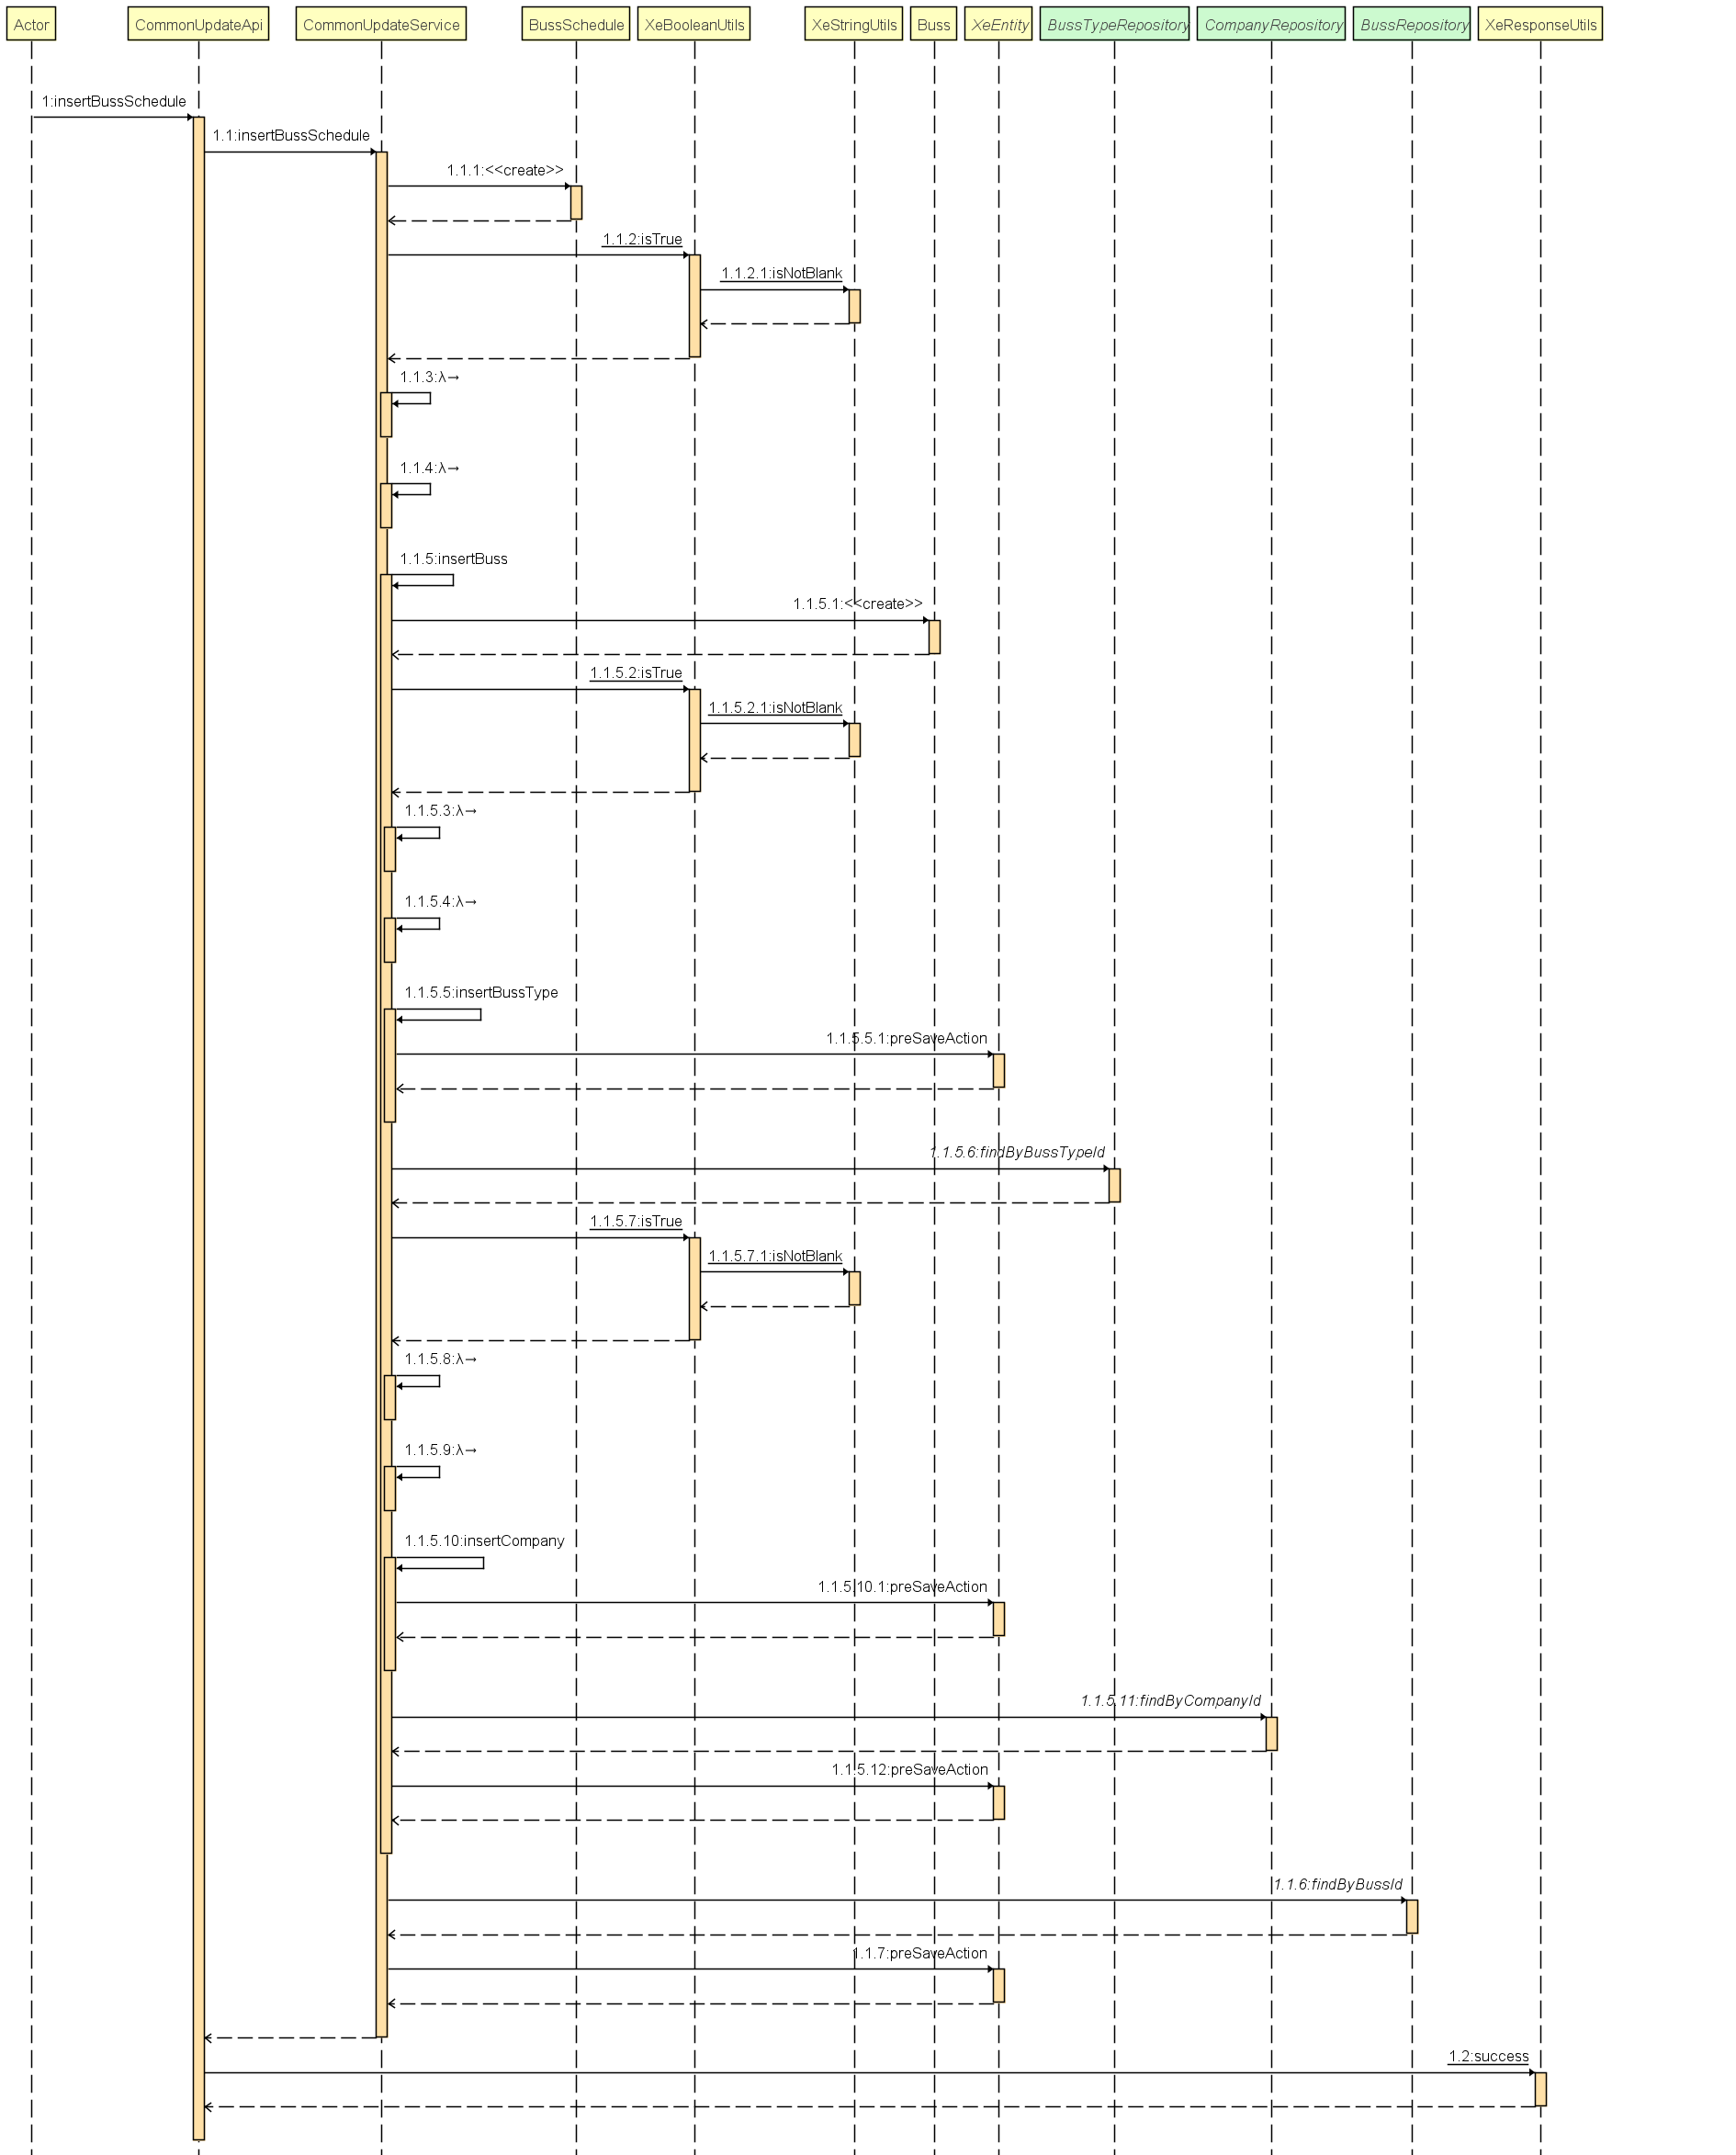 Actor
CommonUpdateApi
CommonUpdateService
BussSchedule
XeBooleanUtils
XeStringUtils
Buss
XeEntity
BussTypeRepository
CompanyRepository
BussRepository
XeResponseUtils
1:insertBussSchedule
1.1:insertBussSchedule
1.1.1:<<create>>
1.1.2:isTrue
1.1.2.1:isNotBlank
1.1.3:λ→
1.1.4:λ→
1.1.5:insertBuss
1.1.5.1:<<create>>
1.1.5.2:isTrue
1.1.5.2.1:isNotBlank
1.1.5.3:λ→
1.1.5.4:λ→
1.1.5.5:insertBussType
1.1.5.5.1:preSaveAction
1.1.5.6:findByBussTypeId
1.1.5.7:isTrue
1.1.5.7.1:isNotBlank
1.1.5.8:λ→
1.1.5.9:λ→
1.1.5.10:insertCompany
1.1.5.10.1:preSaveAction
1.1.5.11:findByCompanyId
1.1.5.12:preSaveAction
1.1.6:findByBussId
1.1.7:preSaveAction
1.2:success